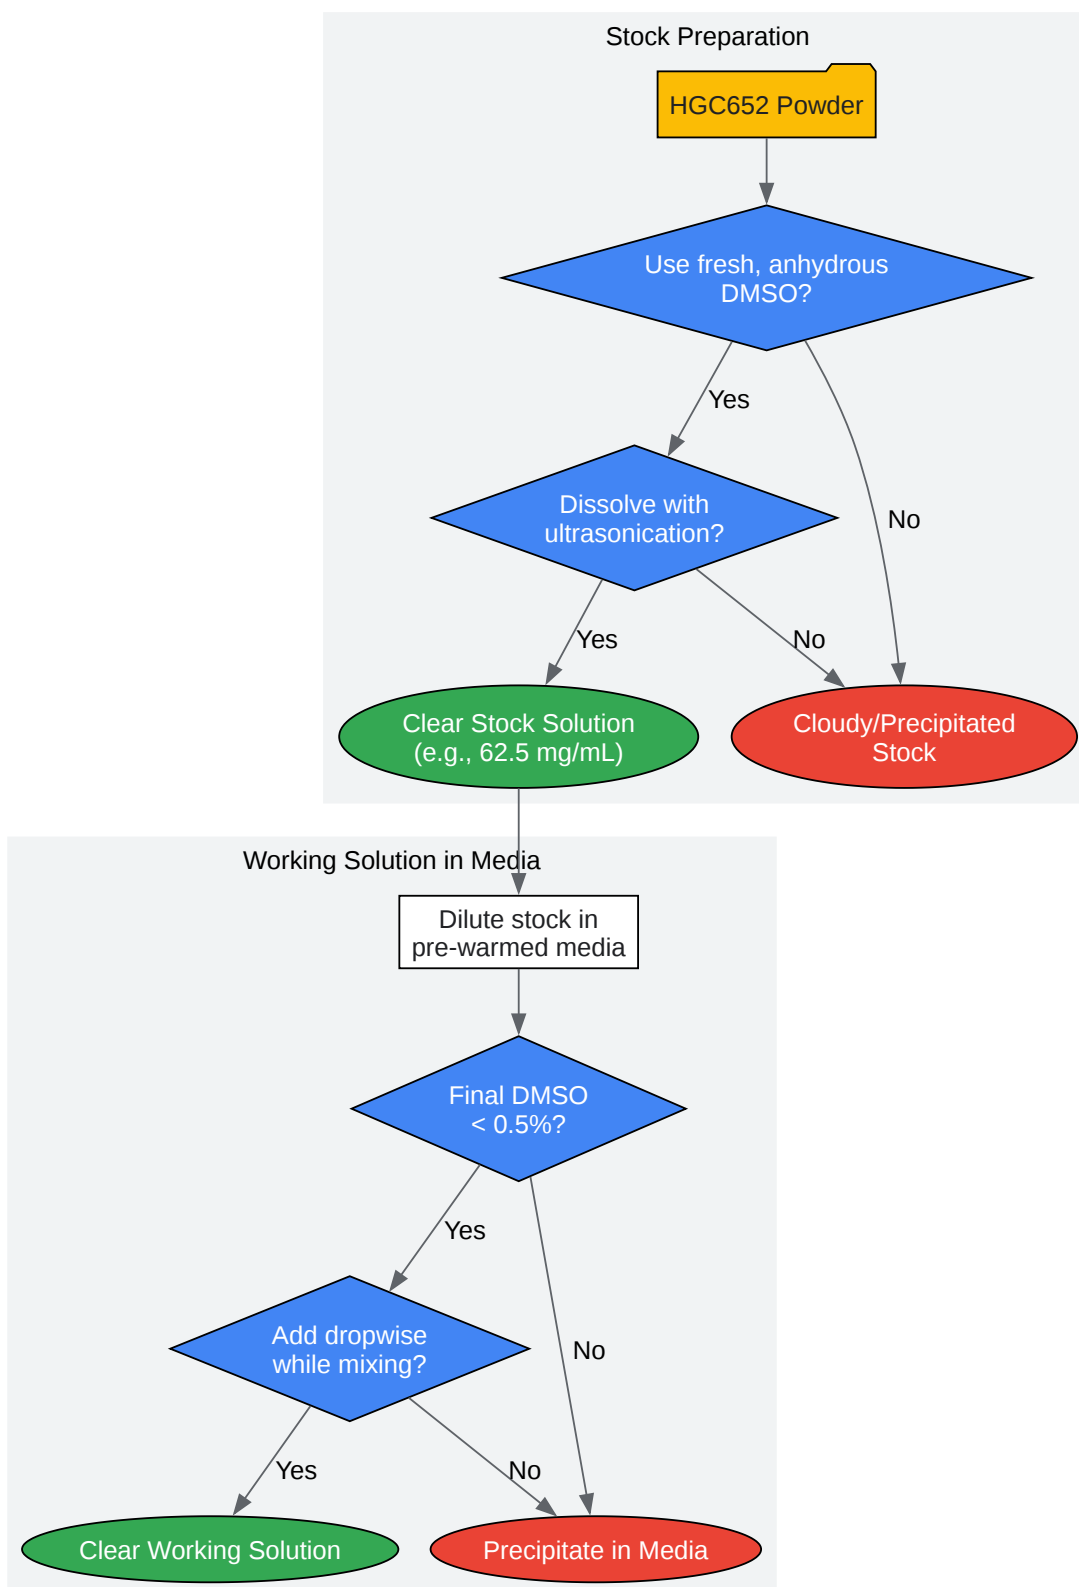 Stock Preparation
HGC652 Powder
Use fresh, anhydrous
DMSO?
Yes
Dissolve with
ultrasonication?
No
Yes
No
Clear Stock Solution
(e.g., 62.5 mg/mL)
Cloudy/Precipitated
Stock
Working Solution in Media
Dilute stock in
pre-warmed media
Final DMSO
< 0.5%?
Yes
Add dropwise
while mixing?
No
Yes
No
Clear Working Solution
Precipitate in Media